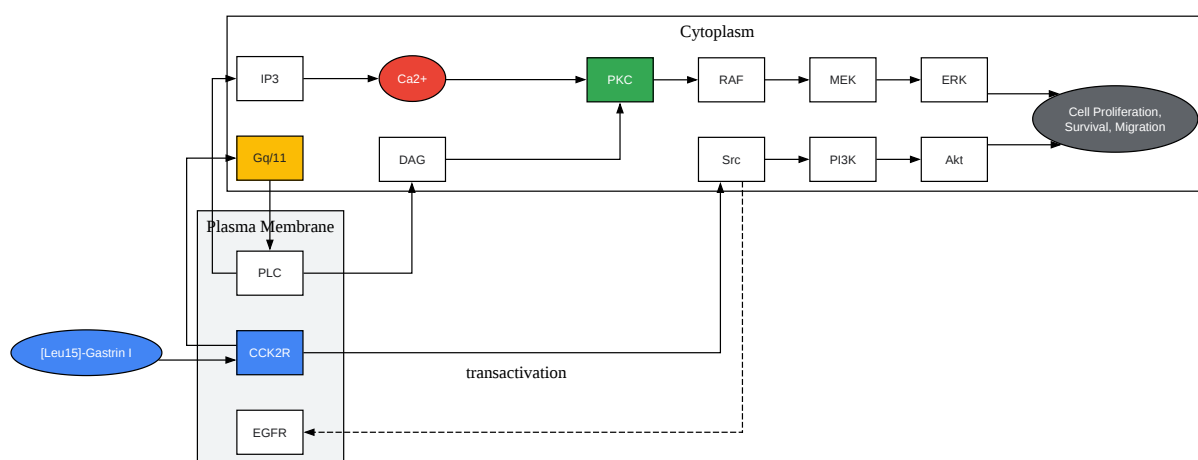 Cytoplasm
IP3
Ca2+
PKC
RAF
MEK
ERK
Cell Proliferation,
Survival, Migration
Gq/11
DAG
Src
PI3K
Akt
Plasma Membrane
PLC
[Leu15]-Gastrin I
CCK2R
transactivation
EGFR